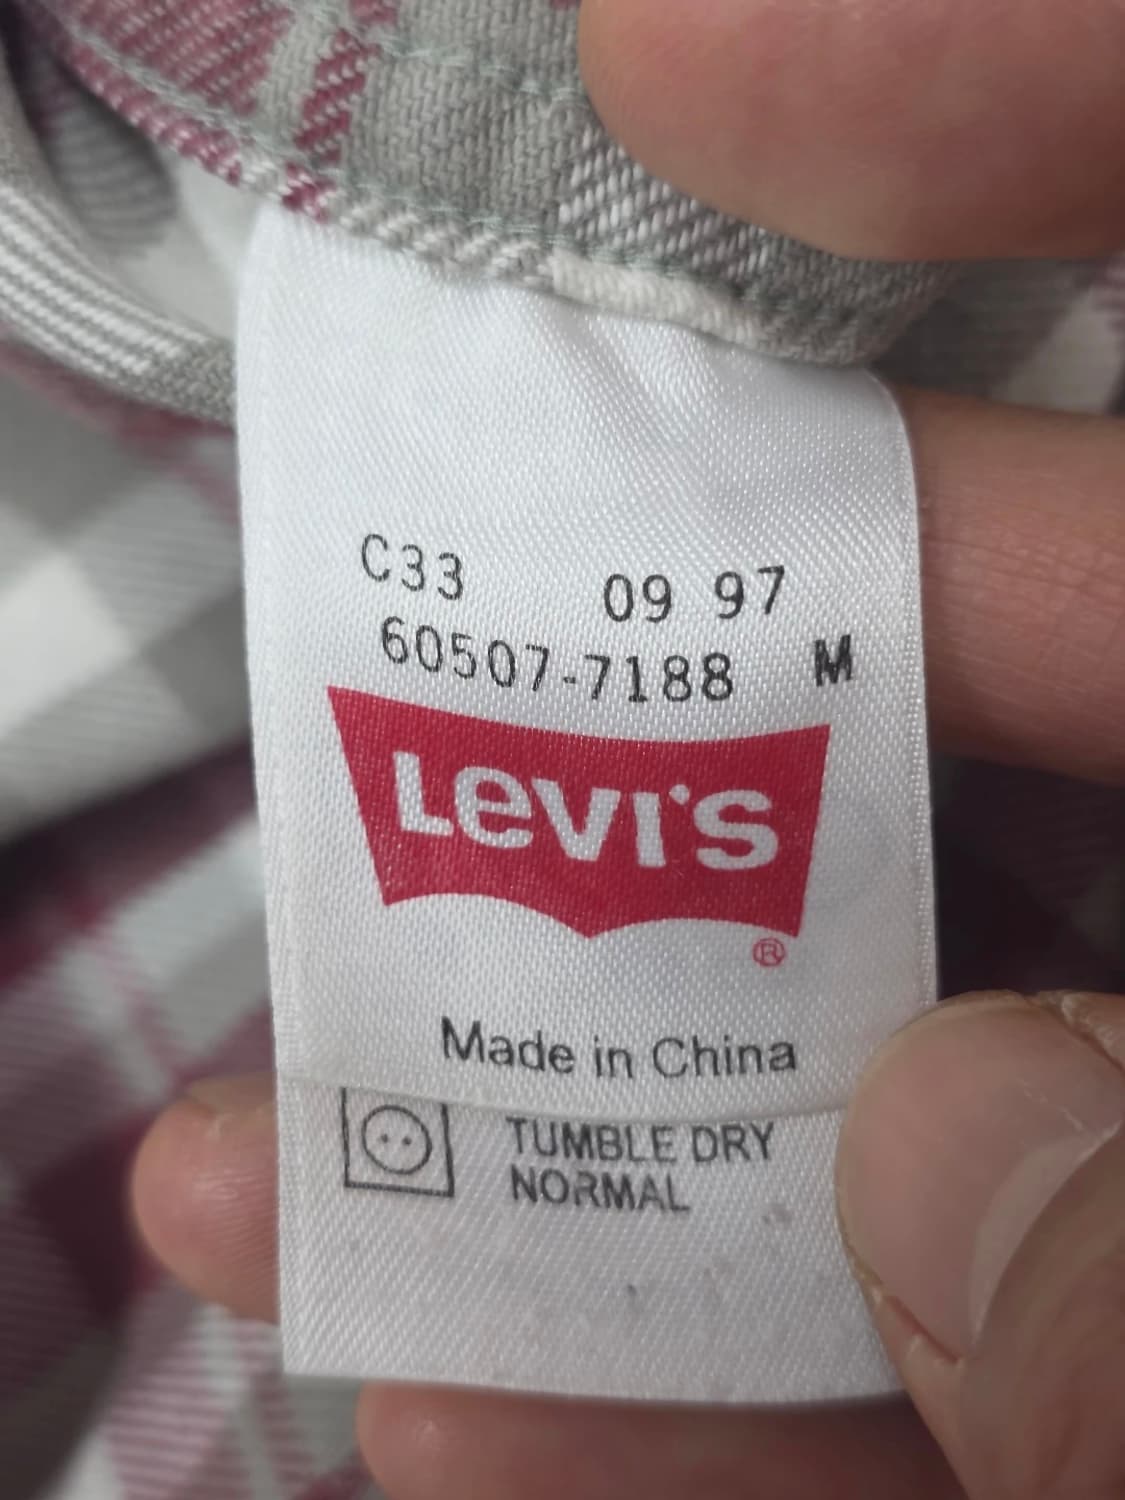 C33 09 97
60507-7188 M
Levi's
®
Made in China
TUMBLE DRY
NORMAL